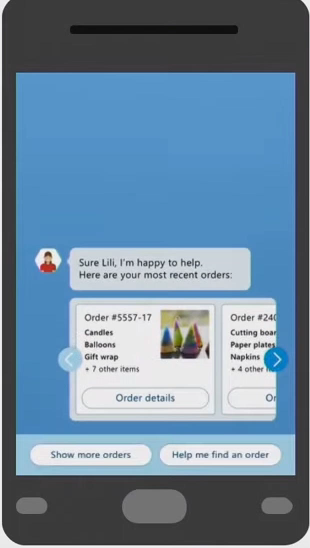 Sure Lili, I'm happy to help.
Here are your most recent orders:
Order #5557-17
Candles
Balloons
Gift wrap
+ 7 other items
Order details
Order #240
Cutting boar
Paper plates
Napkins
+ 4 other
Show more orders
Help me find an order